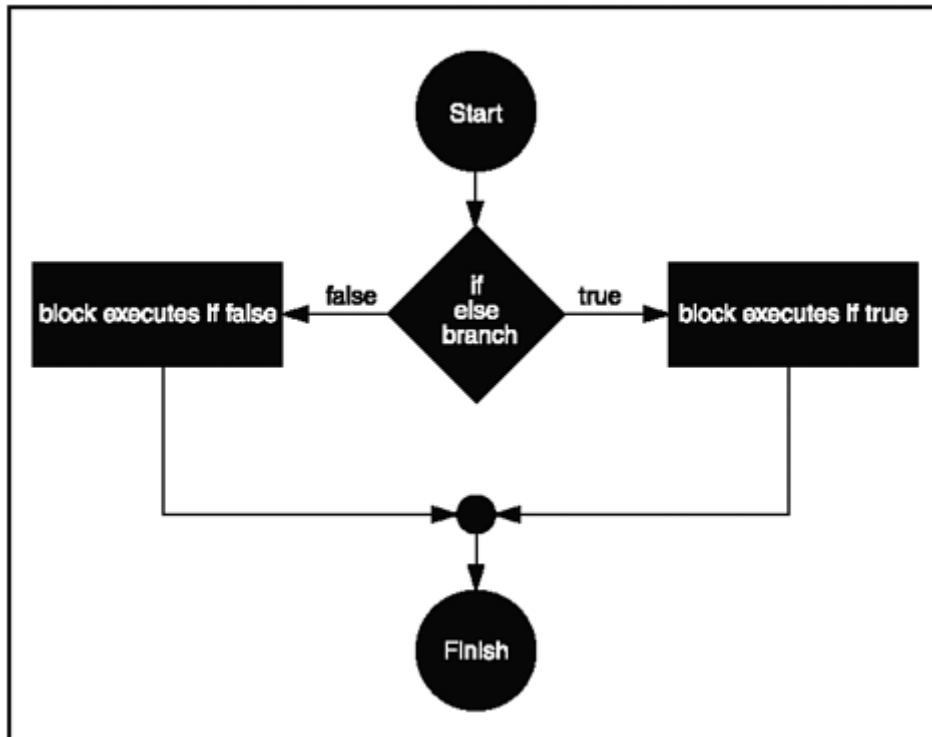 Start
if
else
branch
false
true
block executes if false
block executes if true
Finish